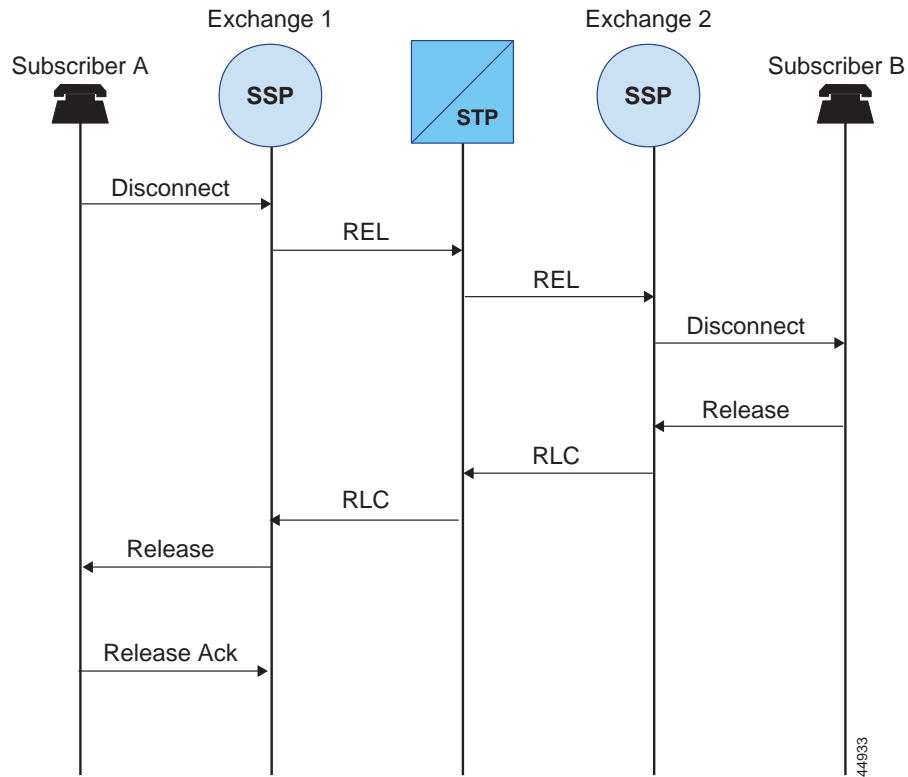 Exchange 1
Exchange 2
Subscriber A
Subscriber B
SSP
STP
SSP
Disconnect
REL
REL
Disconnect
Release
RLC
RLC
Release
Release Ack
44933